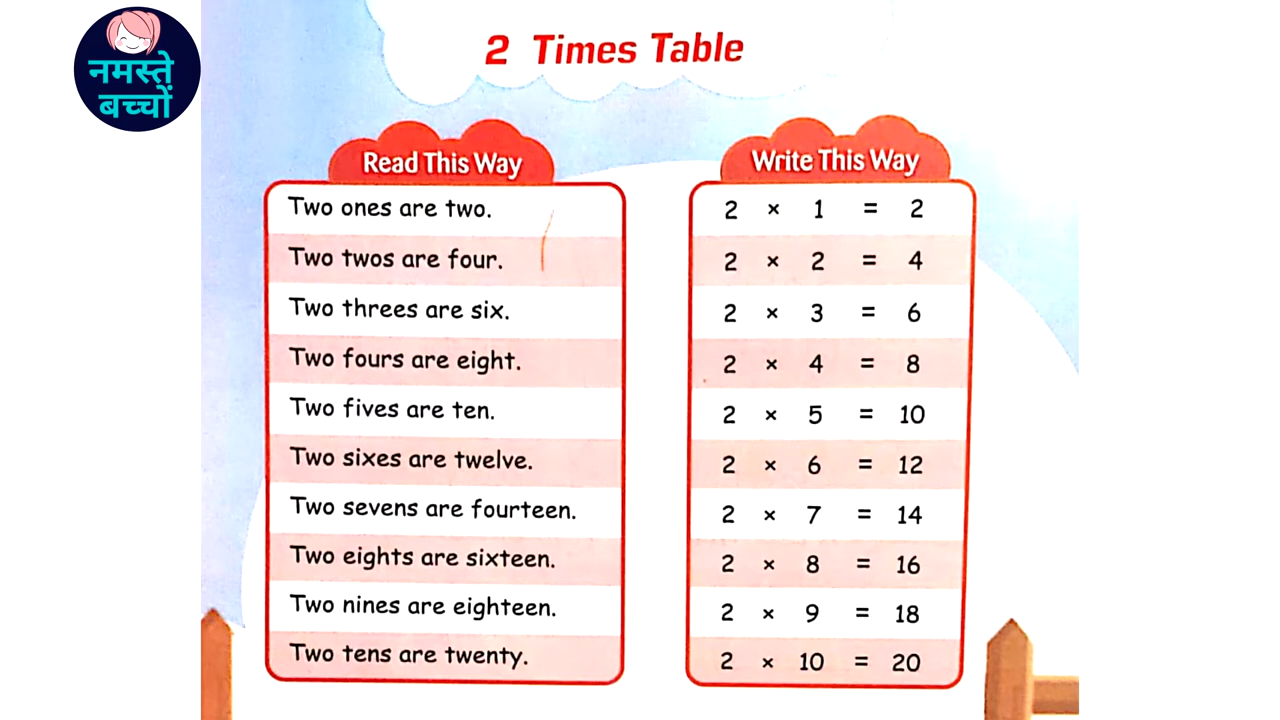 नमस्ते
बच्चों
2 Times Table
Read This Way
Two ones are two.
Two twos are four.
Two threes are six.
Two fours are eight.
Two fives are ten.
Two sixes are twelve.
Two sevens are fourteen.
Two eights are sixteen.
Two nines are eighteen.
Two tens are twenty.
Write This Way
2 × 1 = 2
2 × 2 = 4
2 × 3 = 6
2 × 4 = 8
2 × 5 = 10
2 × 6 = 12
2 × 7 = 14
2 × 8 = 16
2 × 9 = 18
2 × 10 = 20